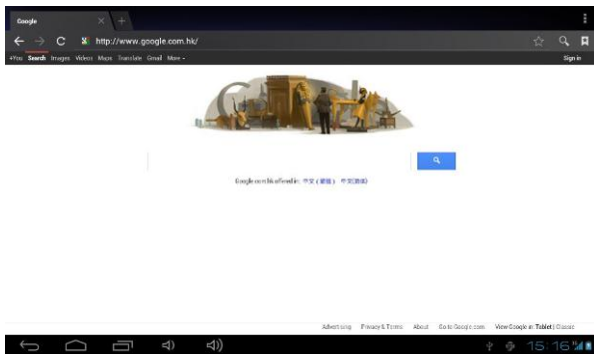 Google
http://www.google.com.hk/
+You Search Images Videos Maps Translate Gmail More
Sign in
Google.com.hk offered in: 中文（繁體） 中文(简体)
Advertising Privacy & Terms About Go to Google.com View Google in: Tablet | Classic
15:16